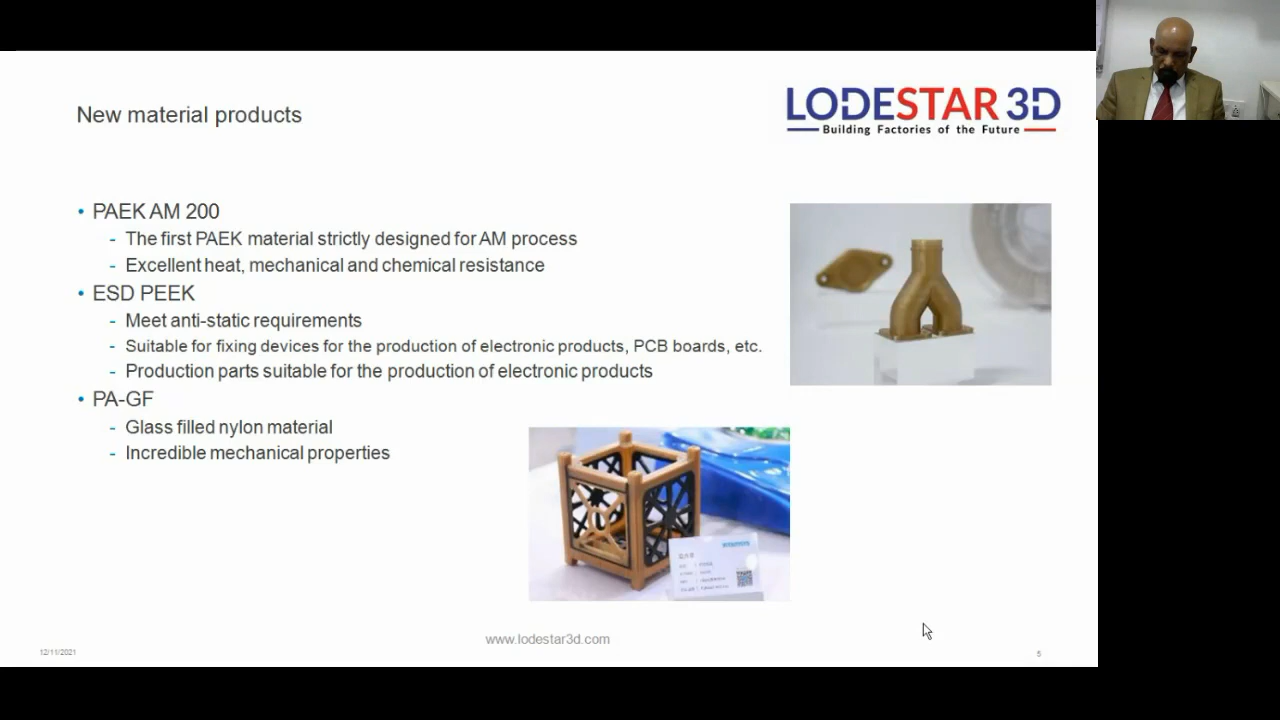 New material products
LODESTAR 3D
Building Factories of the Future
• PAEK AM 200
- The first PAEK material strictly designed for AM process
- Excellent heat, mechanical and chemical resistance
• ESD PEEK
- Meet anti-static requirements
- Suitable for fixing devices for the production of electronic products, PCB boards, etc.
- Production parts suitable for the production of electronic products
• PA-GF
- Glass filled nylon material
- Incredible mechanical properties
www.lodestar3d.com
12/11/2021
5